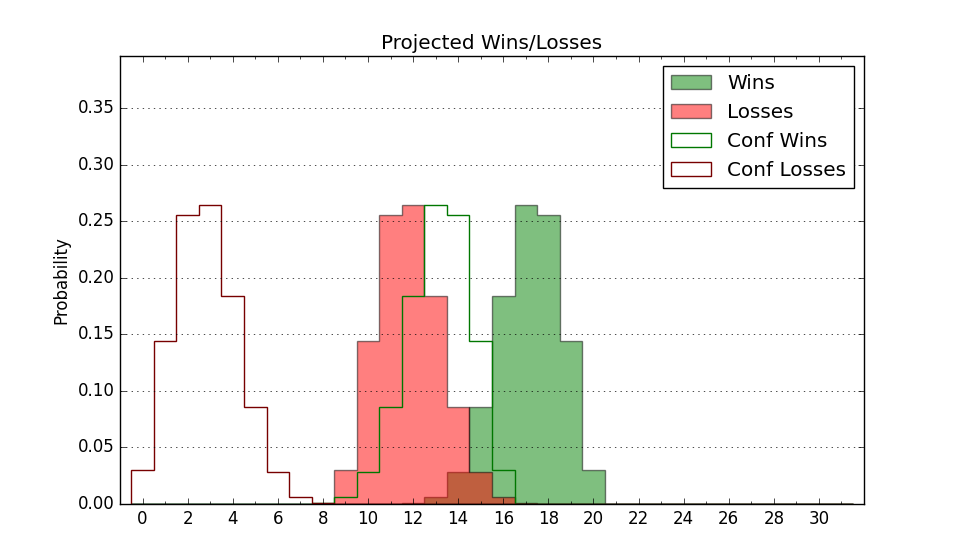 Projected Wins/Losses
Probability
0.35
0.30
0.25
0.20
0.15
0.10
0.05
0.00
0 2 4 6 8 10 12 14 16 18 20 22 24 26 28 30
Wins
Losses
Conf Wins
Conf Losses